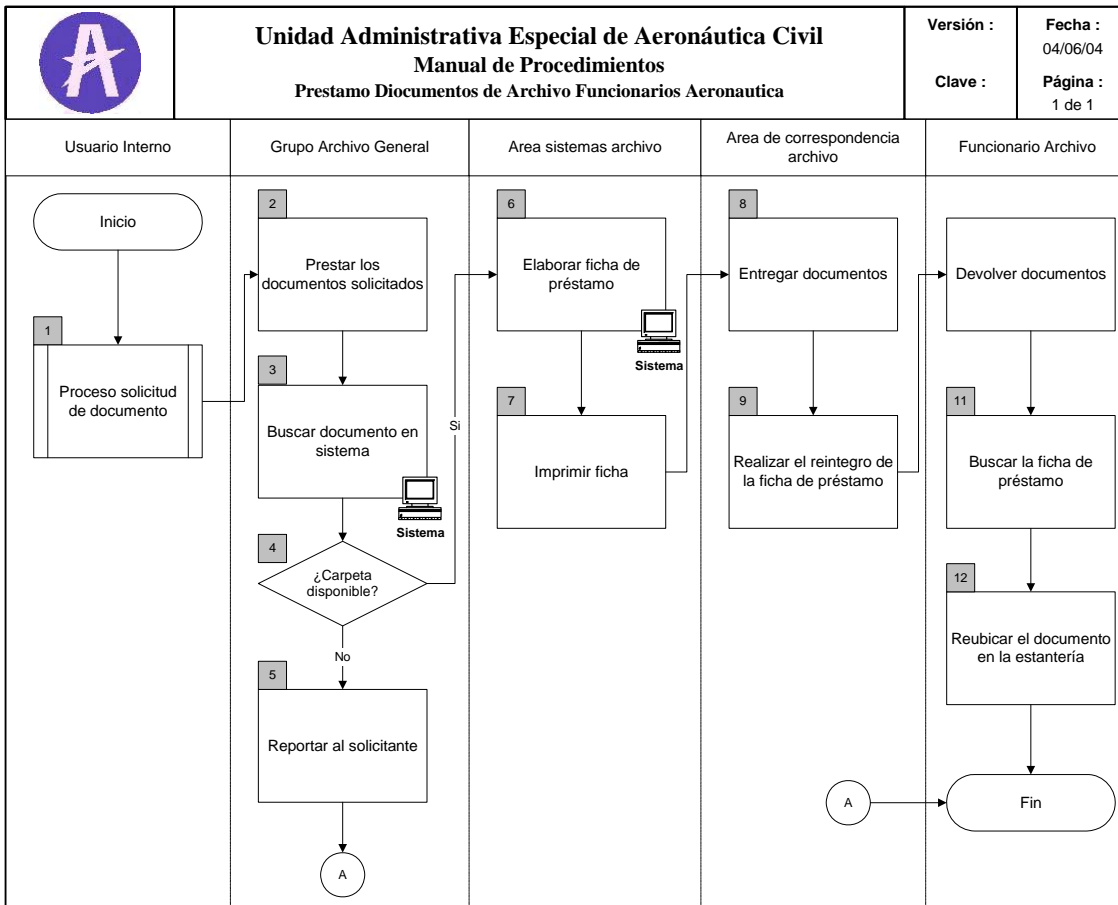 Unidad Administrativa Especial de Aeronáutica Civil
Manual de Procedimientos
Prestamo Diocumentos de Archivo Funcionarios Aeronautica
Versión :
Clave :
Fecha :
04/06/04
Página :
1 de 1
Usuario Interno
Grupo Archivo General
Area sistemas archivo
Area de correspondencia
archivo
Funcionario Archivo
Inicio
1
Proceso solicitud
de documento
2
Prestar los
documentos solicitados
3
Buscar documento en
sistema
Sistema
4
¿Carpeta
disponible?
Si
No
5
Reportar al solicitante
A
6
Elaborar ficha de
préstamo
Sistema
7
Imprimir ficha
8
Entregar documentos
9
Realizar el reintegro de
la ficha de préstamo
Devolver documentos
11
Buscar la ficha de
préstamo
12
Reubicar el documento
en la estantería
A
Fin